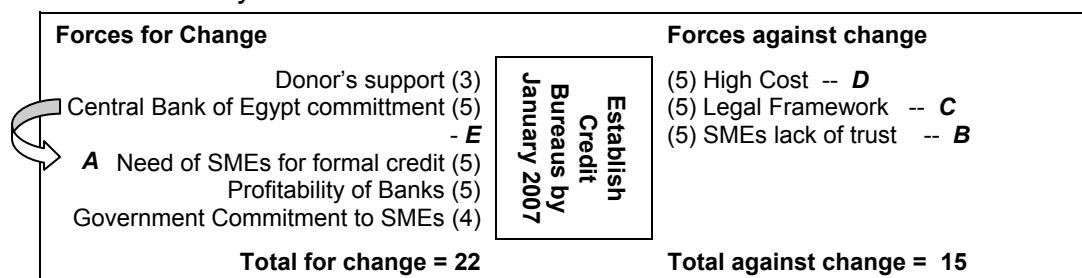 Forces for Change
Donor's support (3)
Central Bank of Egypt committment (5)
- E
A Need of SMEs for formal credit (5)
Profitability of Banks (5)
Government Commitment to SMEs (4)
Total for change = 22
Establish
Credit
Bureaus by
January 2007
Forces against change
(5) High Cost -- D
(5) Legal Framework -- C
(5) SMEs lack of trust -- B
Total against change = 15